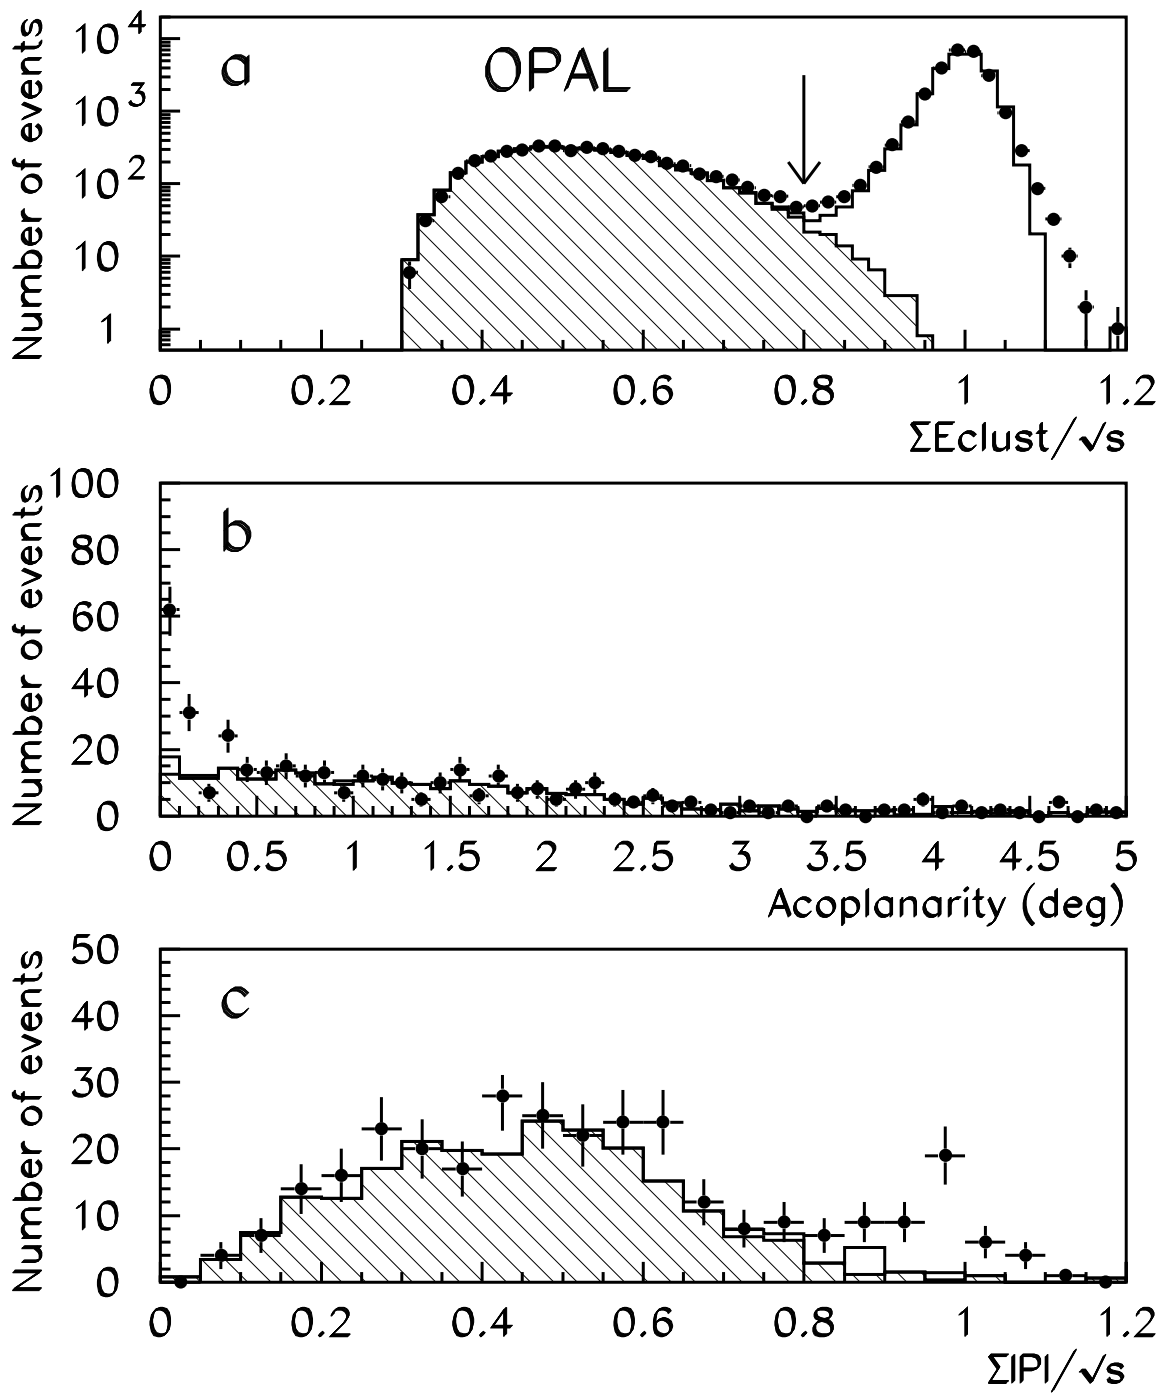 Number of events
10^4
10^3
10^2
10
1
a
OPAL
0 0.2 0.4 0.6 0.8 1 1.2
ΣEclust/√s
Number of events
100
80
60
40
20
0
b
0 0.5 1 1.5 2 2.5 3 3.5 4 4.5 5
Acoplanarity (deg)
Number of events
50
40
30
20
10
0
c
0 0.2 0.4 0.6 0.8 1 1.2
Σ|P|/√s